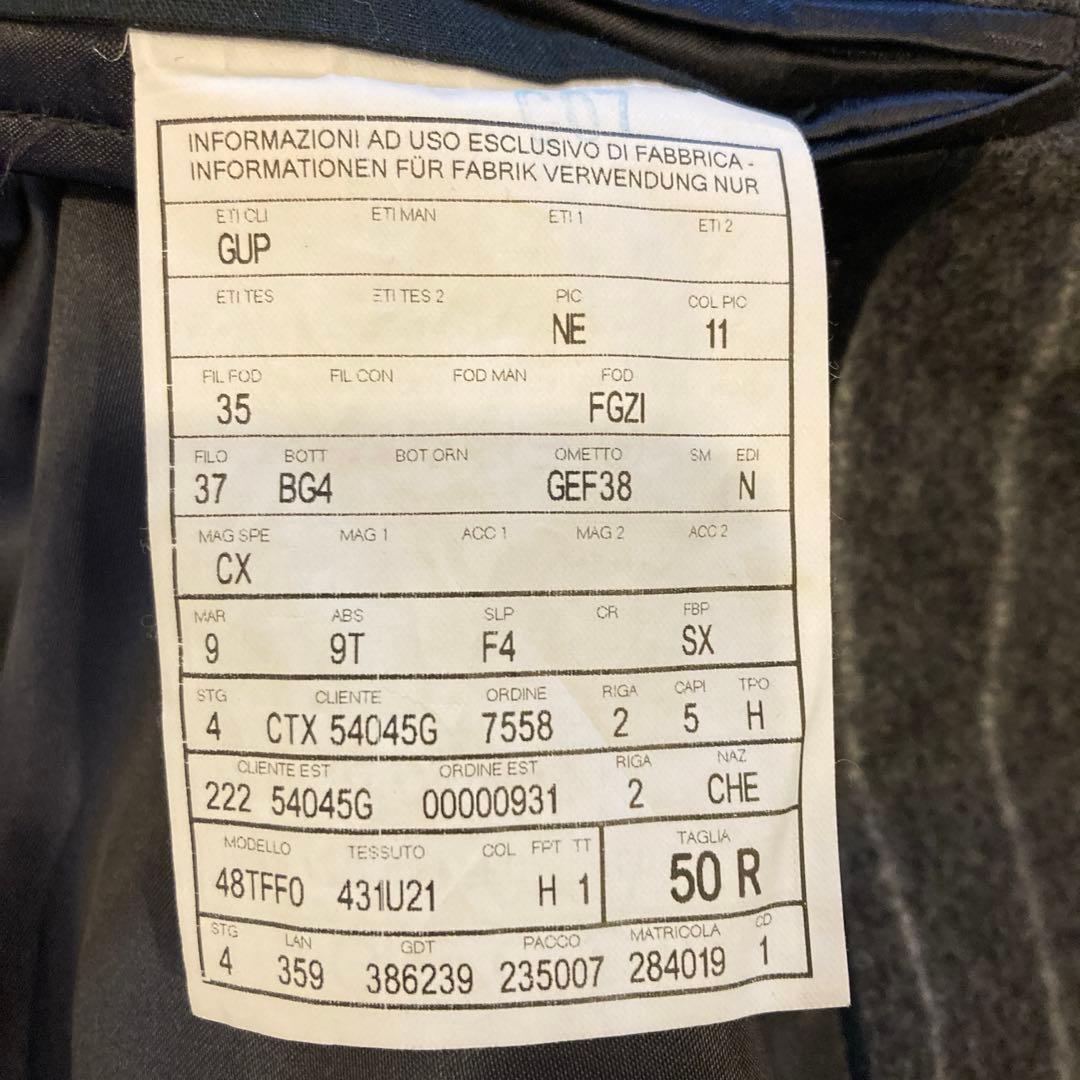 INFORMAZIONI AD USO ESCLUSIVO DI FABBRICA -
INFORMATIONEN FÜR FABRIK VERWENDUNG NUR
ETI CLI ETI MAN ETI 1 ETI 2
GUP
ETI TES ETI TES 2 PIC COL PIC
NE 11
FIL FOD FIL CON FOD MAN FOD
35 FGZI
FILO BOTT BOT ORN OMETTO SM EDI
37 BG4 GEF38 N
MAG SPE MAG 1 ACC 1 MAG 2 ACC 2
CX
MAR ABS SLP CR FBP
9 9T F4 SX
STG CLIENTE ORDINE RIGA CAPI TPO
4 CTX 54045G 7558 2 5 H
CLIENTE EST ORDINE EST RIGA NAZ
222 54045G 00000931 2 CHE
MODELLO TESSUTO COL FPT TT TAGLIA
48TFF0 431U21 H 1 50 R
STG LAN GDT PACCO MATRICOLA CD
4 359 386239 235007 284019 1